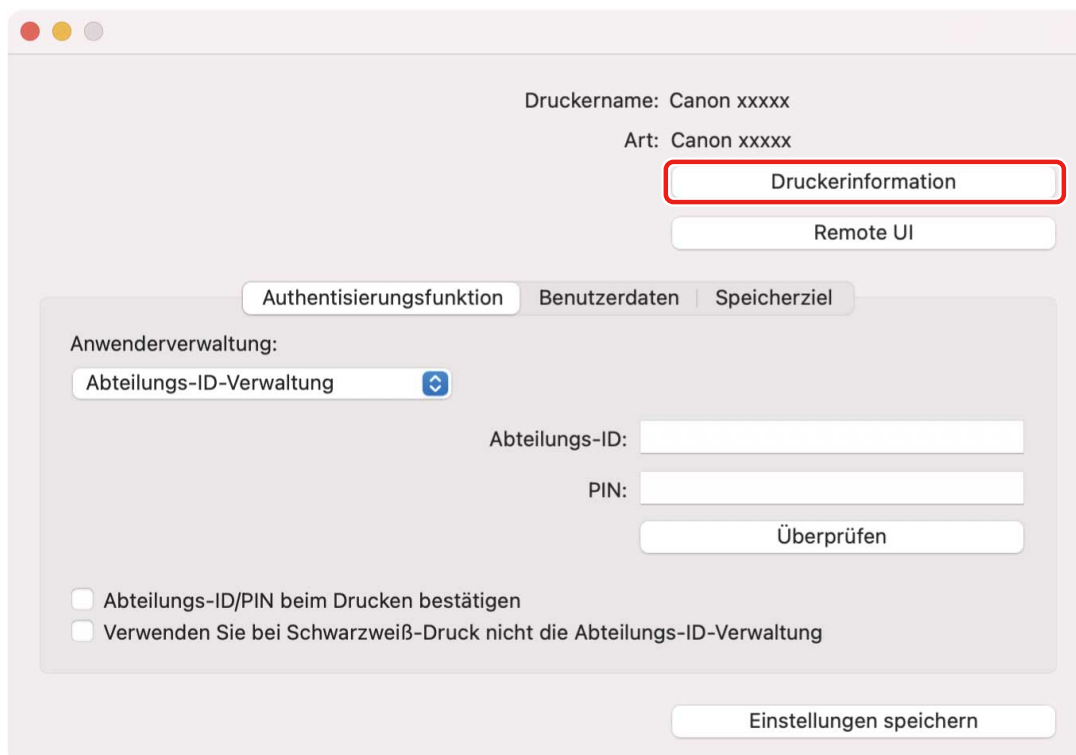 Druckername: Canon xxxxx
Art: Canon xxxxx
Druckerinformation
Remote UI
Authentisierungsfunktion Benutzerdaten Speicherziel
Anwenderverwaltung:
Abteilungs-ID-Verwaltung
Abteilungs-ID:
PIN:
Überprüfen
Abteilungs-ID/PIN beim Drucken bestätigen
Verwenden Sie bei Schwarzweiß-Druck nicht die Abteilungs-ID-Verwaltung
Einstellungen speichern